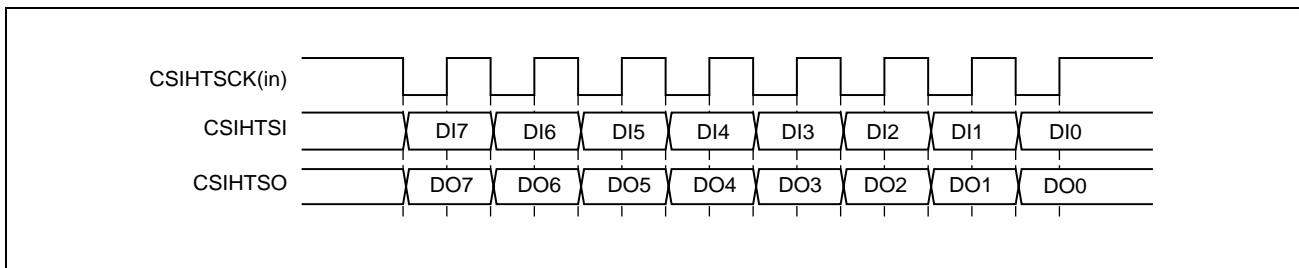 CSIHTSCK(in)
CSIHTSI DI7 DI6 DI5 DI4 DI3 DI2 DI1 DI0
CSIHTSO DO7 DO6 DO5 DO4 DO3 DO2 DO1 DO0